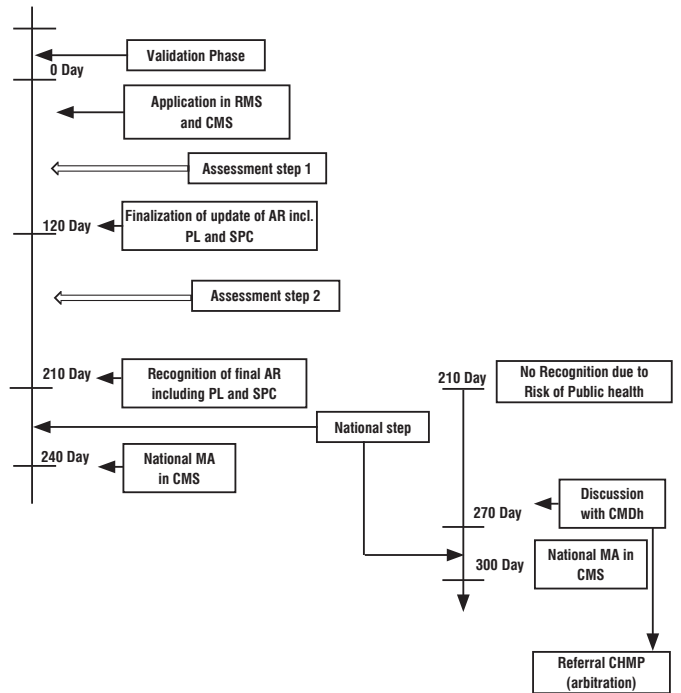 Validation Phase
0 Day
Application in RMS
and CMS
Assessment step 1
120 Day
Finalization of update of AR incl.
PL and SPC
Assessment step 2
210 Day
Recognition of final AR
including PL and SPC
210 Day
No Recognition due to
Risk of Public health
National step
240 Day
National MA
in CMS
270 Day
Discussion
with CMDh
300 Day
National MA in
CMS
Referral CHMP
(arbitration)